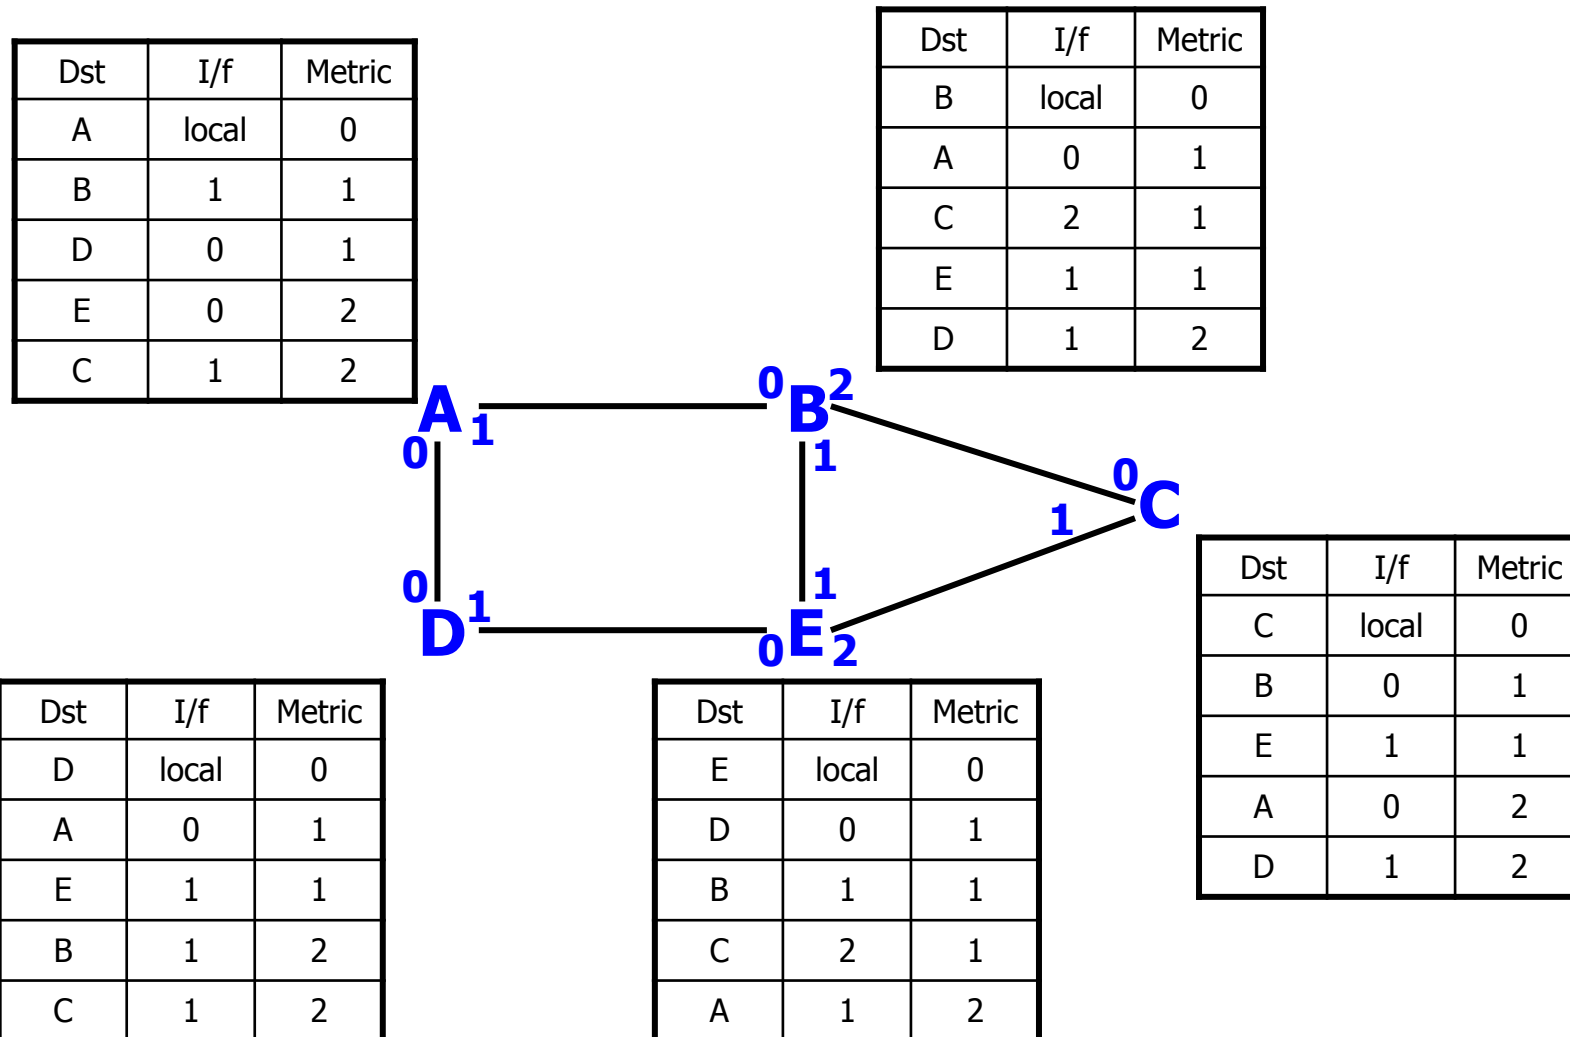 Dst I/f Metric
A local 0
B 1 1
D 0 1
E 0 2
C 1 2
Dst I/f Metric
B local 0
A 0 1
C 2 1
E 1 1
D 1 2
A 1 0
0 B 2 1
0 C 1
0 D 1
1 0 E 2
Dst I/f Metric
C local 0
B 0 1
E 1 1
A 0 2
D 1 2
Dst I/f Metric
D local 0
A 0 1
E 1 1
B 1 2
C 1 2
Dst I/f Metric
E local 0
D 0 1
B 1 1
C 2 1
A 1 2